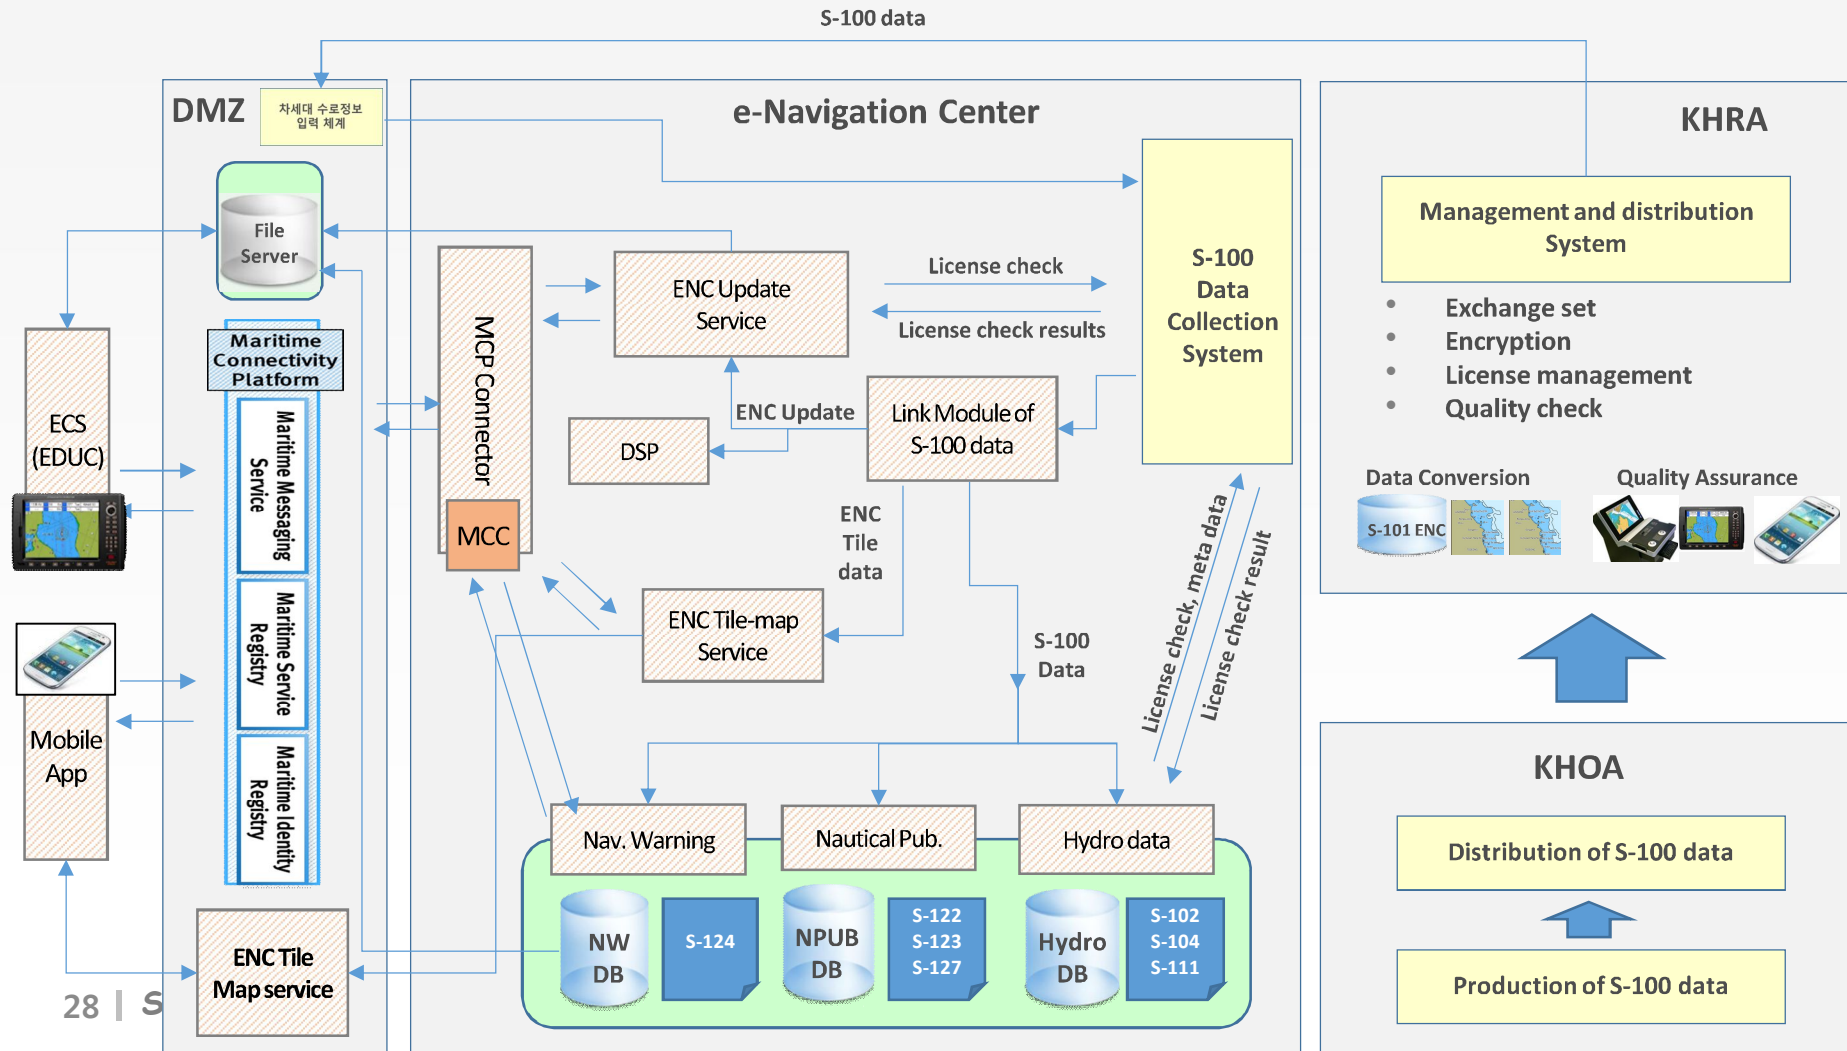 S-100 data
DMZ
차세대 수로정보
입력 체계
e-Navigation Center
KHRA
File
Server
Maritime
Connectivity
Platform
Maritime Messaging
Service
Maritime Service
Registry
Maritime Identity
Registry
ECS
(EDUC)
Mobile
App
ENC Tile
Map service
28 | S
MCP Connector
MCC
ENC Update
Service
License check
License check results
S-100
Data
Collection
System
ENC Update
Link Module of
S-100 data
DSP
ENC
Tile
data
ENC Tile-map
Service
S-100
Data
License check, meta data
License check result
Nav. Warning
Nautical Pub.
Hydro data
NW
DB
S-124
NPUB
DB
S-122
S-123
S-127
Hydro
DB
S-102
S-104
S-111
Management and distribution
System
• Exchange set
• Encryption
• License management
• Quality check
Data Conversion
Quality Assurance
S-101 ENC
KHOA
Distribution of S-100 data
Production of S-100 data